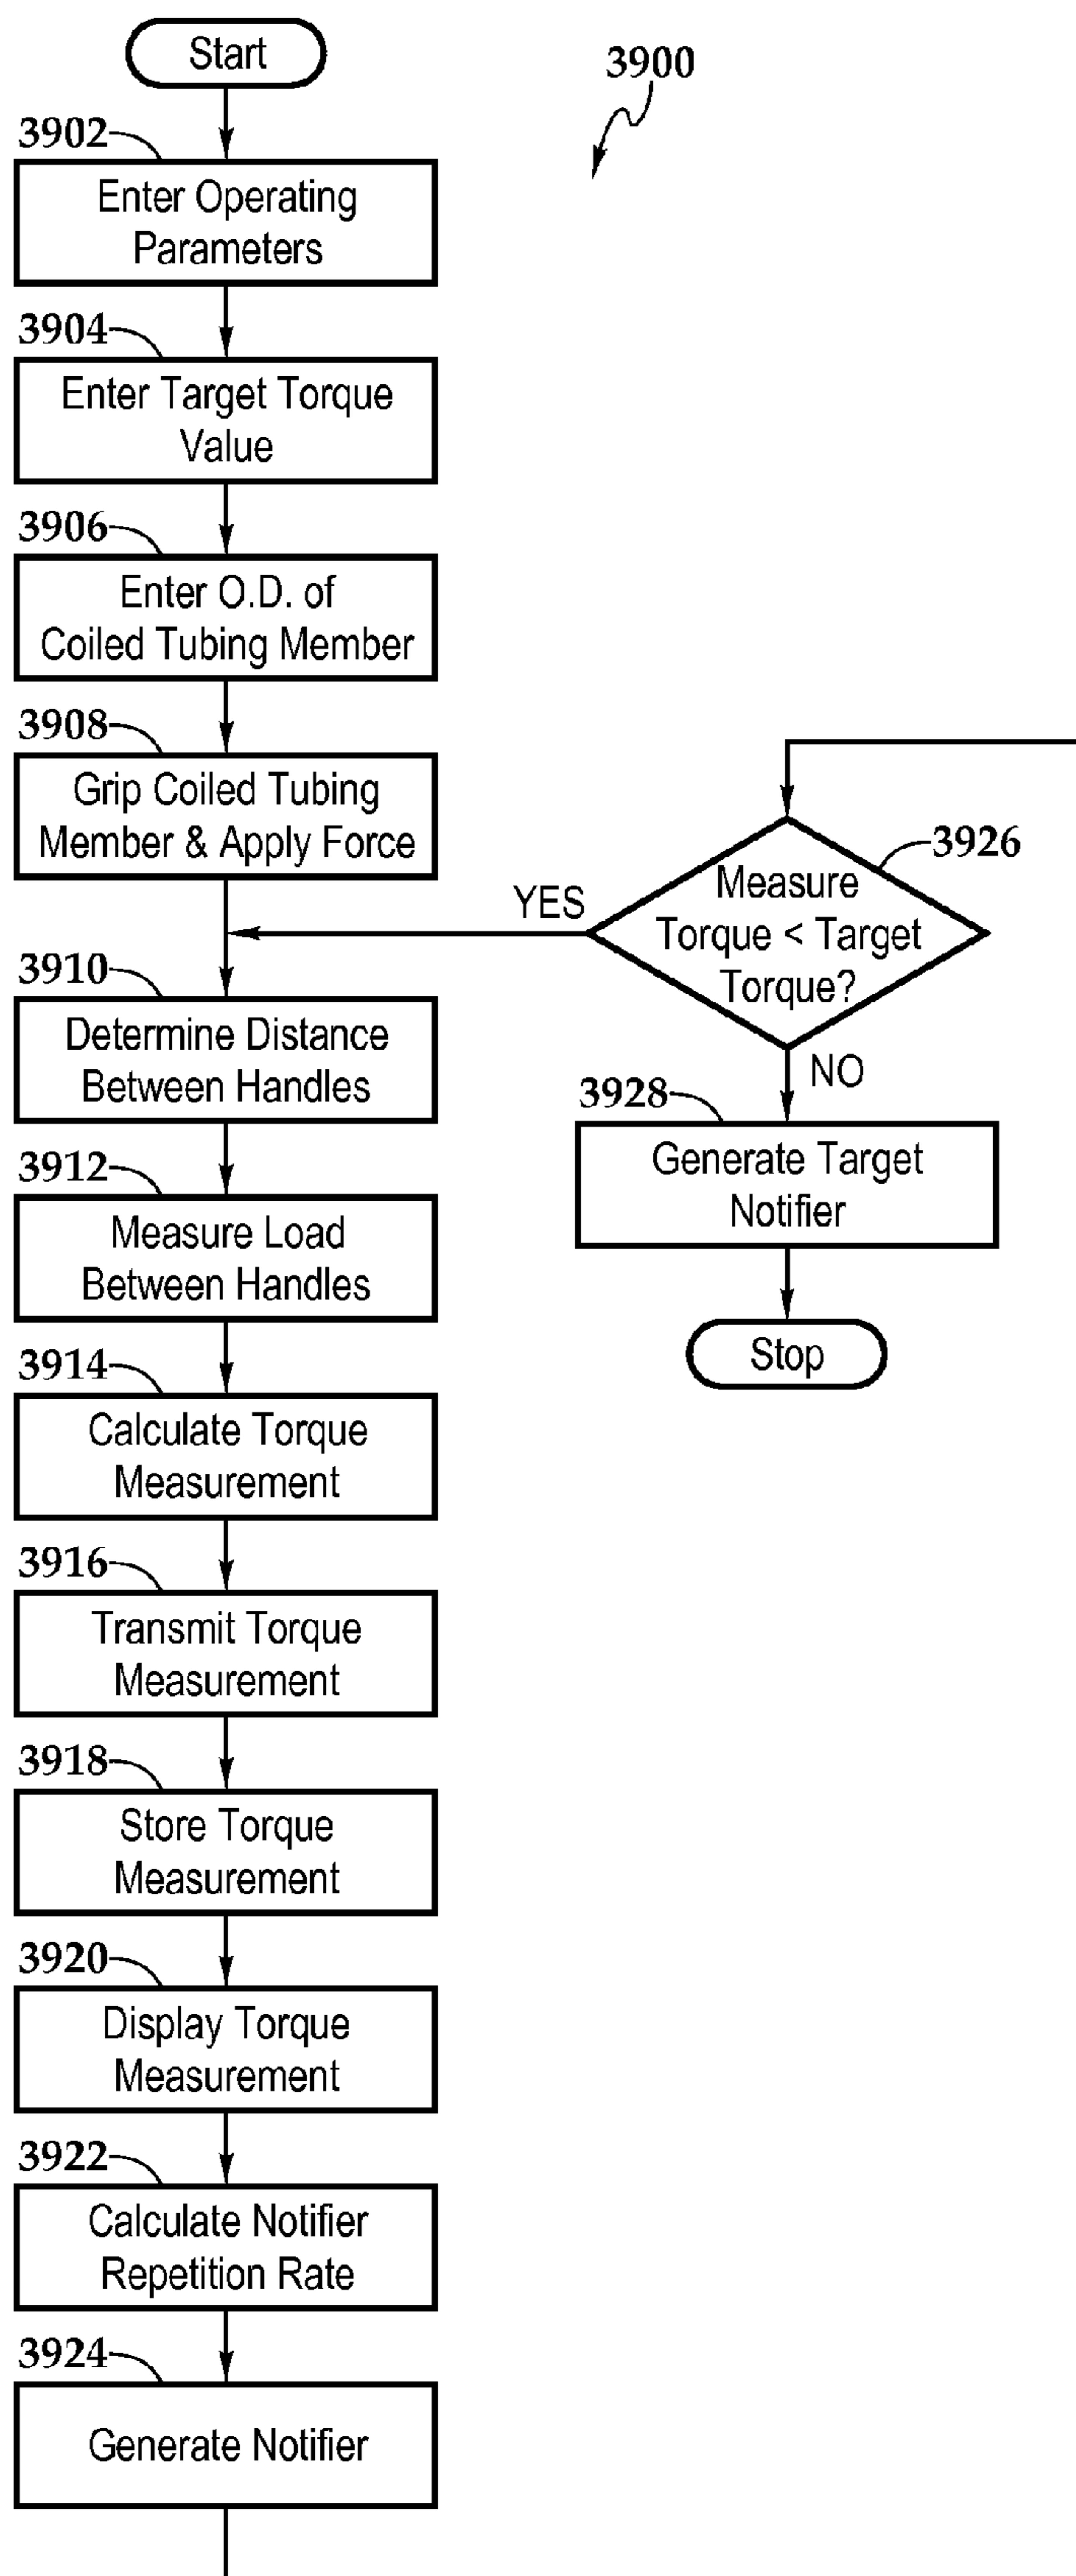 Start
3900
3902
Enter Operating
Parameters
3904
Enter Target Torque
Value
3906
Enter O.D. of
Coiled Tubing Member
3908
Grip Coiled Tubing
Member & Apply Force
3910
Determine Distance
Between Handles
3912
Measure Load
Between Handles
3914
Calculate Torque
Measurement
3916
Transmit Torque
Measurement
3918
Store Torque
Measurement
3920
Display Torque
Measurement
3922
Calculate Notifier
Repetition Rate
3924
Generate Notifier
3926
Measure
Torque < Target
Torque?
YES
NO
3928
Generate Target
Notifier
Stop